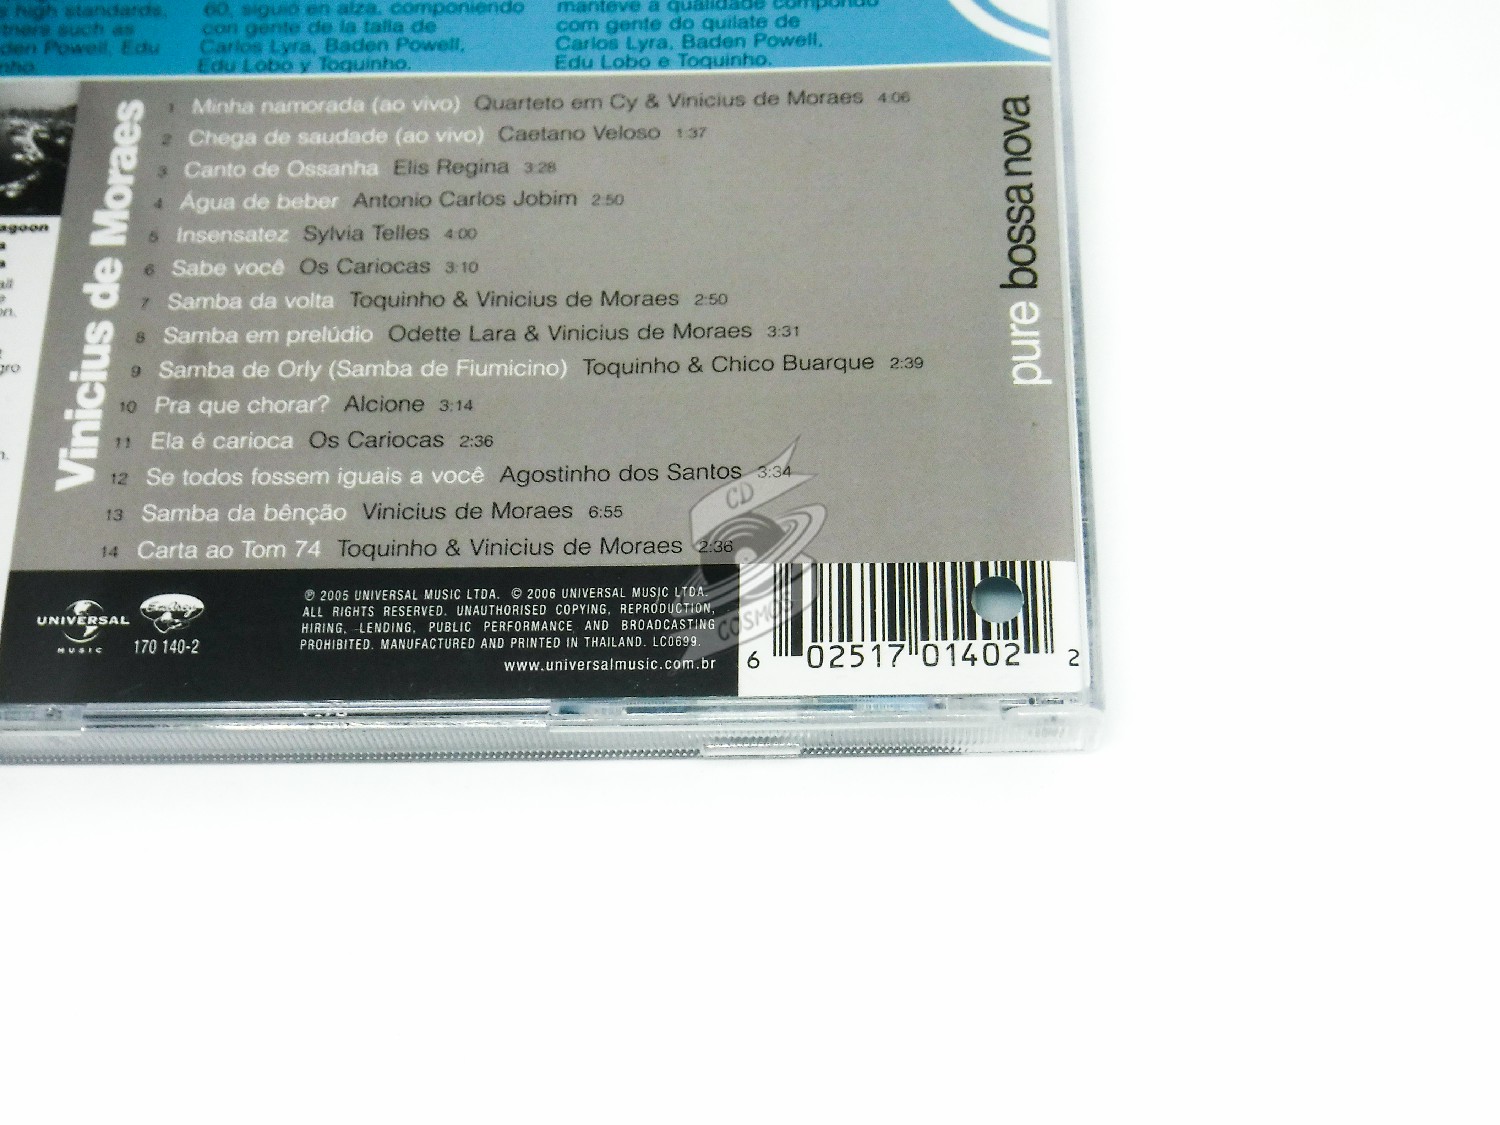 high standards,
such as
den Powell, Edu
60, siguió en alza, componiendo
con gente de la talla de
Carlos Lyra, Baden Powell,
Edu Lobo y Toquinho.
manteve a qualidade compondo
com gente do quilate de
Carlos Lyra, Baden Powell,
Edu Lobo e Toquinho.
agoon
Vinicius de Moraes
1 Minha namorada (ao vivo) Quarteto em Cy & Vinicius de Moraes 4:06
2 Chega de saudade (ao vivo) Caetano Veloso 1:37
3 Canto de Ossanha Elis Regina 3:28
4 Água de beber Antonio Carlos Jobim 2:50
5 Insensatez Sylvia Telles 4:00
6 Sabe você Os Cariocas 3:10
7 Samba da volta Toquinho & Vinicius de Moraes 2:50
8 Samba em prelúdio Odette Lara & Vinicius de Moraes 3:31
9 Samba de Orly (Samba de Fiumicino) Toquinho & Chico Buarque 2:39
10 Pra que chorar? Alcione 3:14
11 Ela é carioca Os Cariocas 2:36
12 Se todos fossem iguais a você Agostinho dos Santos 3:34
13 Samba da bênção Vinicius de Moraes 6:55
14 Carta ao Tom 74 Toquinho & Vinicius de Moraes 2:36
pure bossa nova
CD
COSMOS
UNIVERSAL
MUSIC
170 140-2
℗ 2005 UNIVERSAL MUSIC LTDA. © 2006 UNIVERSAL MUSIC LTDA.
ALL RIGHTS RESERVED. UNAUTHORISED COPYING, REPRODUCTION,
HIRING, LENDING, PUBLIC PERFORMANCE AND BROADCASTING
PROHIBITED. MANUFACTURED AND PRINTED IN THAILAND. LC0699.
www.universalmusic.com.br
6 02517 01402 2